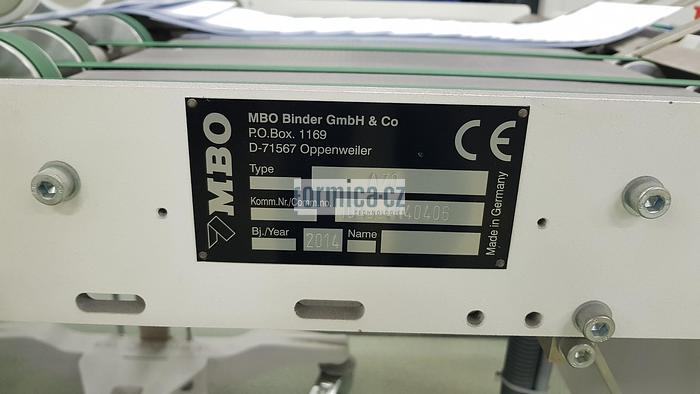 MBO
MBO Binder GmbH & Co
P.O.Box. 1169
D-71567 Oppenweiler
CE
Type
formica.cz
TECHNOLOGIES
Komm.Nr./Comm.no.
Bj./Year 2014 Name
Made in Germany